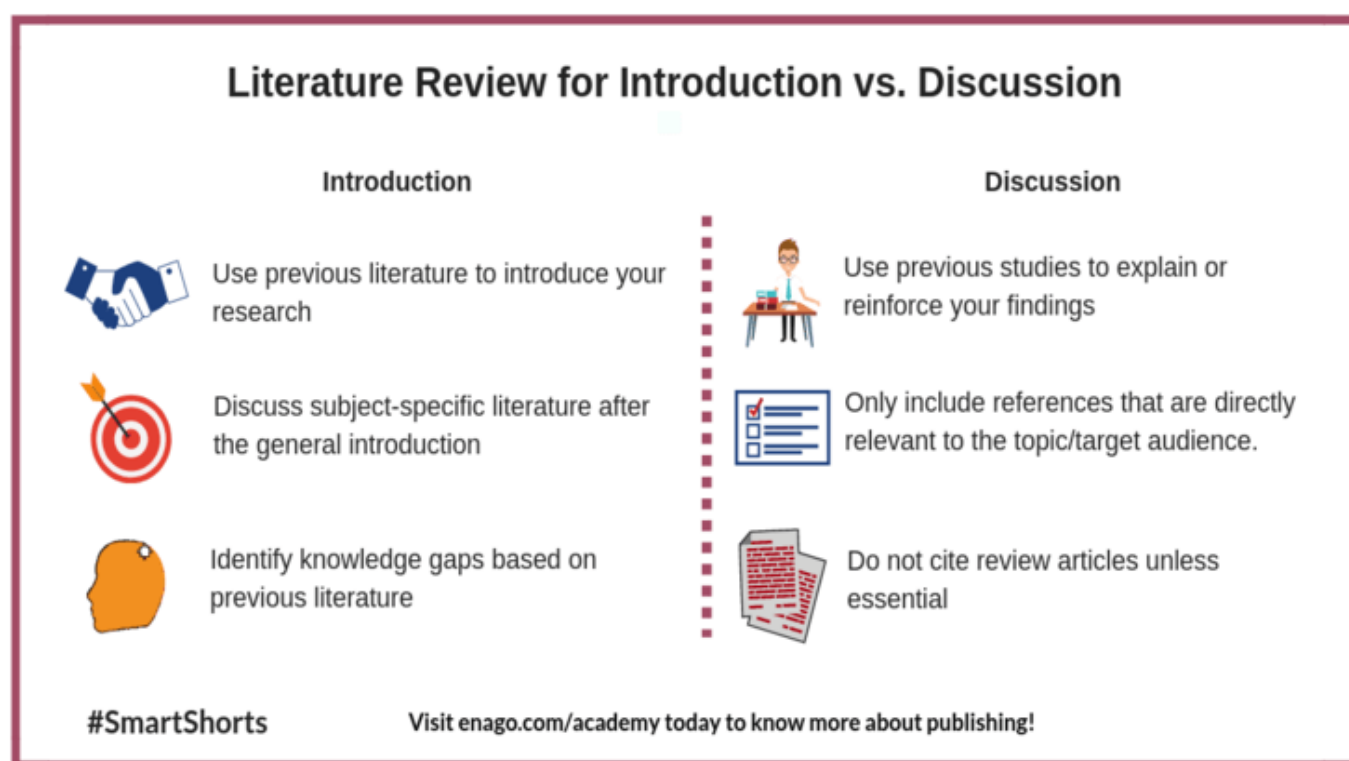 Literature Review for Introduction vs. Discussion
Introduction
Use previous literature to introduce your
research
Discuss subject-specific literature after
the general introduction
Identify knowledge gaps based on
previous literature
Discussion
Use previous studies to explain or
reinforce your findings
Only include references that are directly
relevant to the topic/target audience.
Do not cite review articles unless
essential
#SmartShorts
Visit enago.com/academy today to know more about publishing!